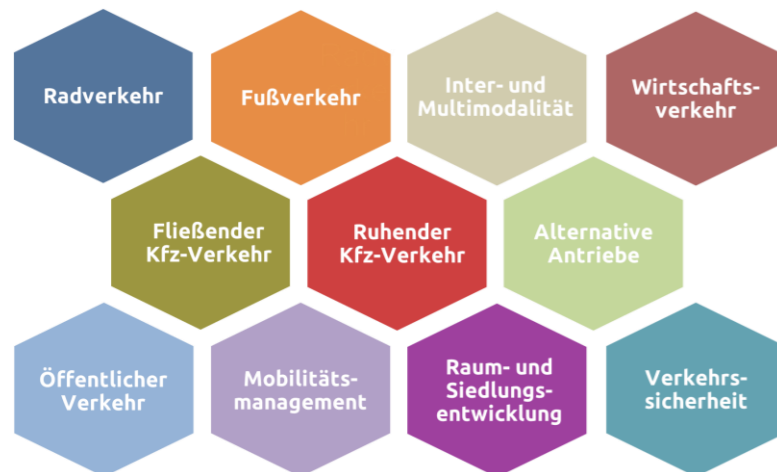 Radverkehr
Fußverkehr
Inter- und
Multimodalität
Wirtschafts-
verkehr
Fließender
Kfz-Verkehr
Ruhender
Kfz-Verkehr
Alternative
Antriebe
Öffentlicher
Verkehr
Mobilitäts-
management
Raum- und
Siedlungs-
entwicklung
Verkehrs-
sicherheit